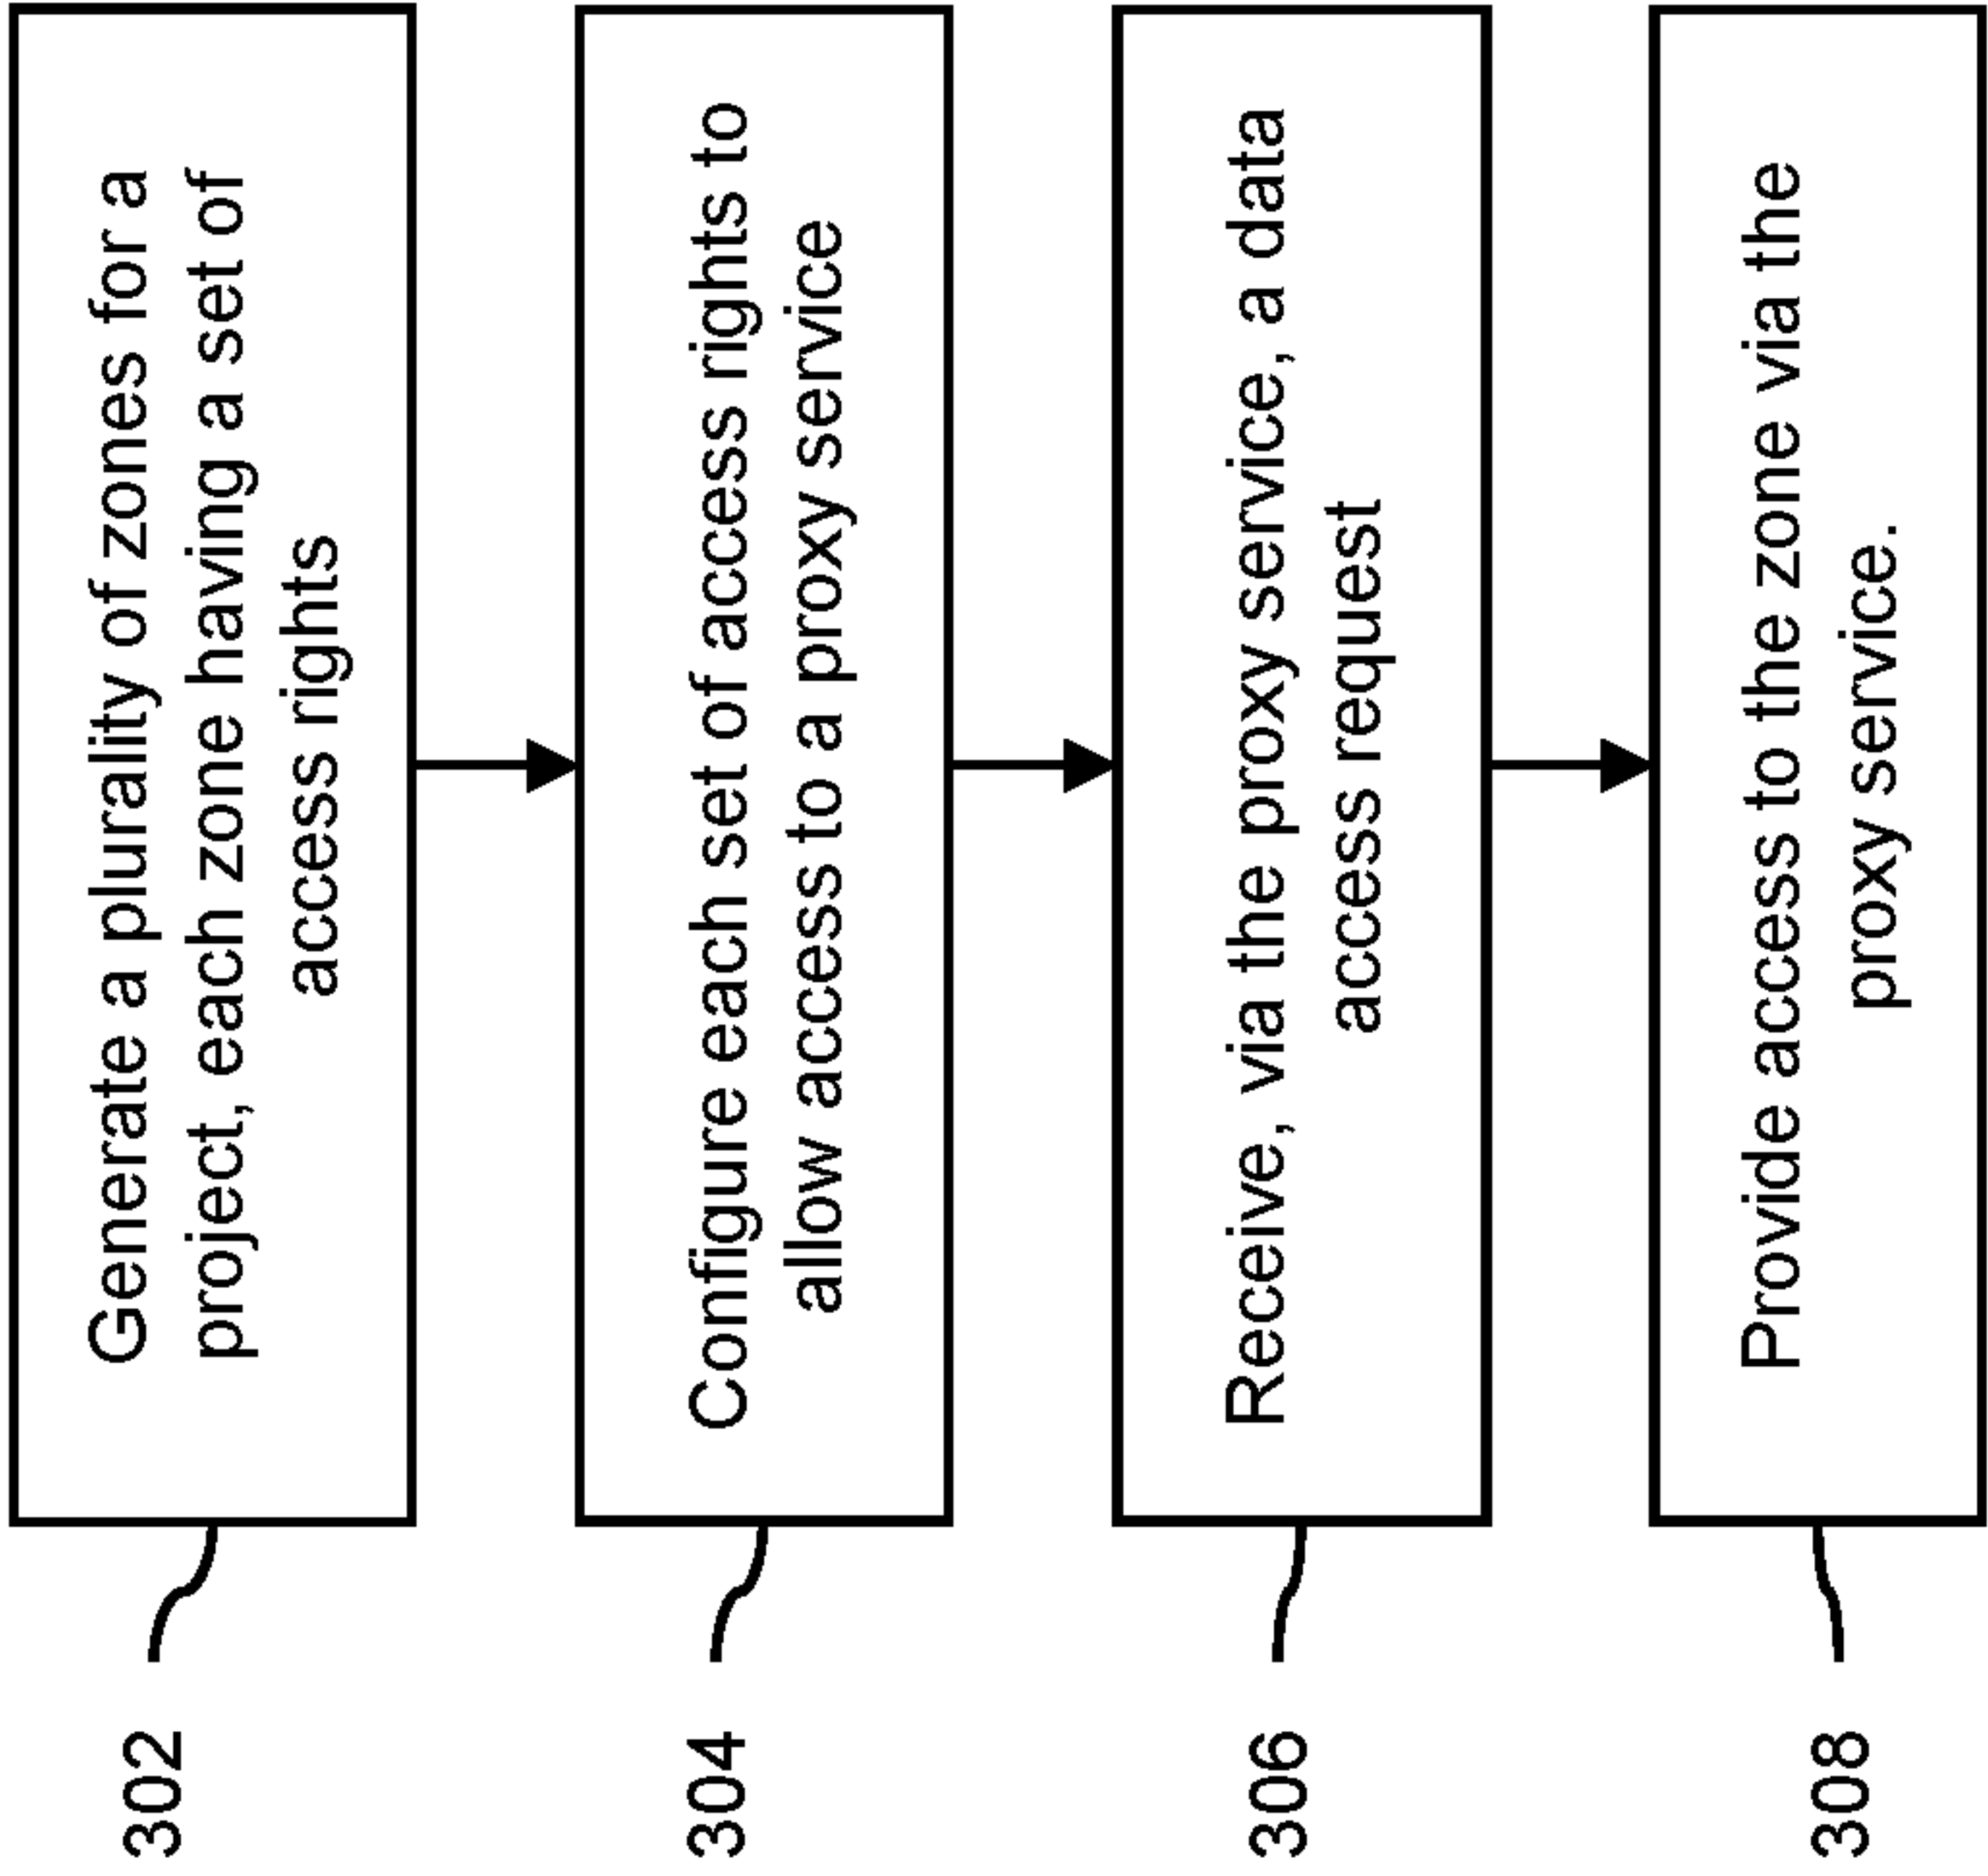 302
Generate a plurality of zones for a
project, each zone having a set of
access rights
304
Configure each set of access rights to
allow access to a proxy service
306
Receive, via the proxy service, a data
access request
308
Provide access to the zone via the
proxy service.